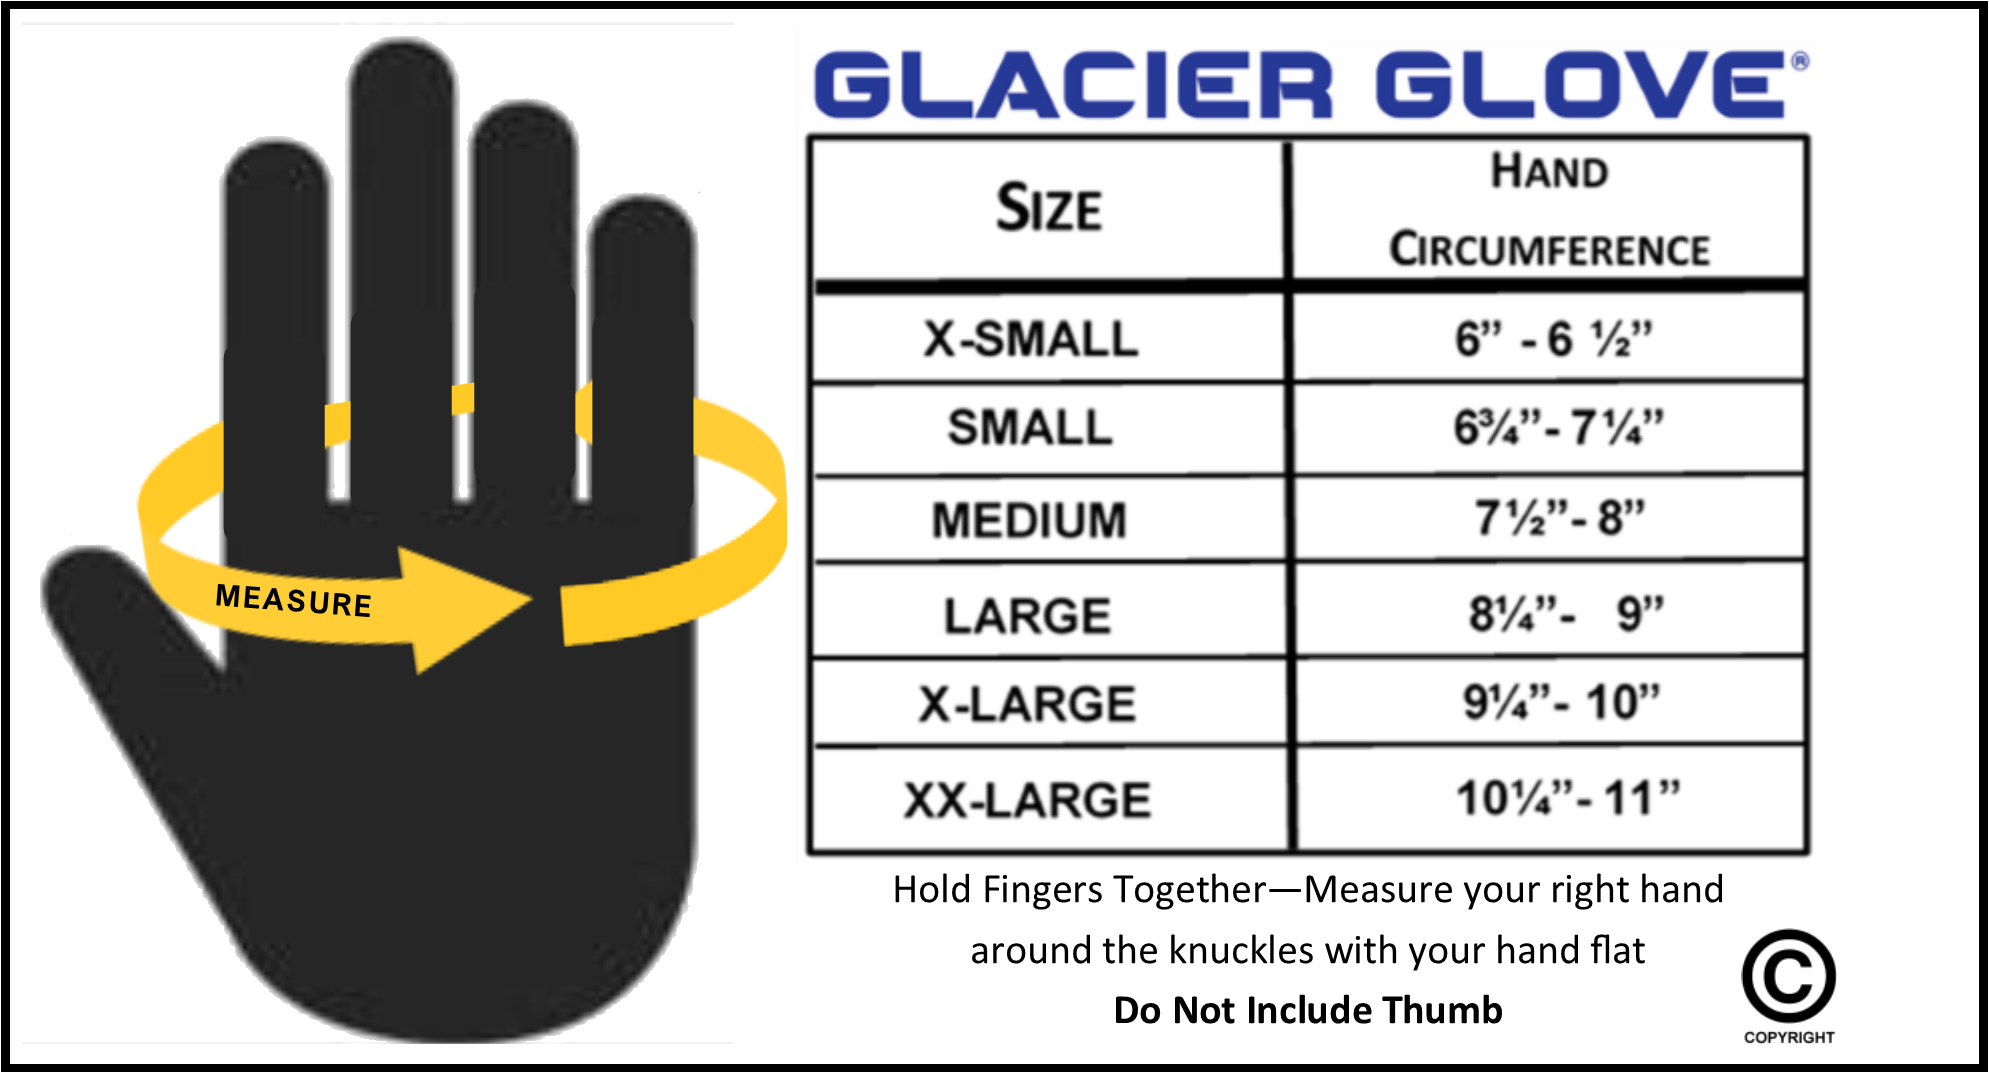 GLACIER GLOVE®
SIZE
HAND
CIRCUMFERENCE
X-SMALL 6” - 6 ½”
SMALL 6¾”- 7¼”
MEDIUM 7½”- 8”
LARGE 8¼”- 9”
X-LARGE 9¼”- 10”
XX-LARGE 10¼”- 11”
MEASURE
Hold Fingers Together—Measure your right hand
around the knuckles with your hand flat
Do Not Include Thumb
©
COPYRIGHT